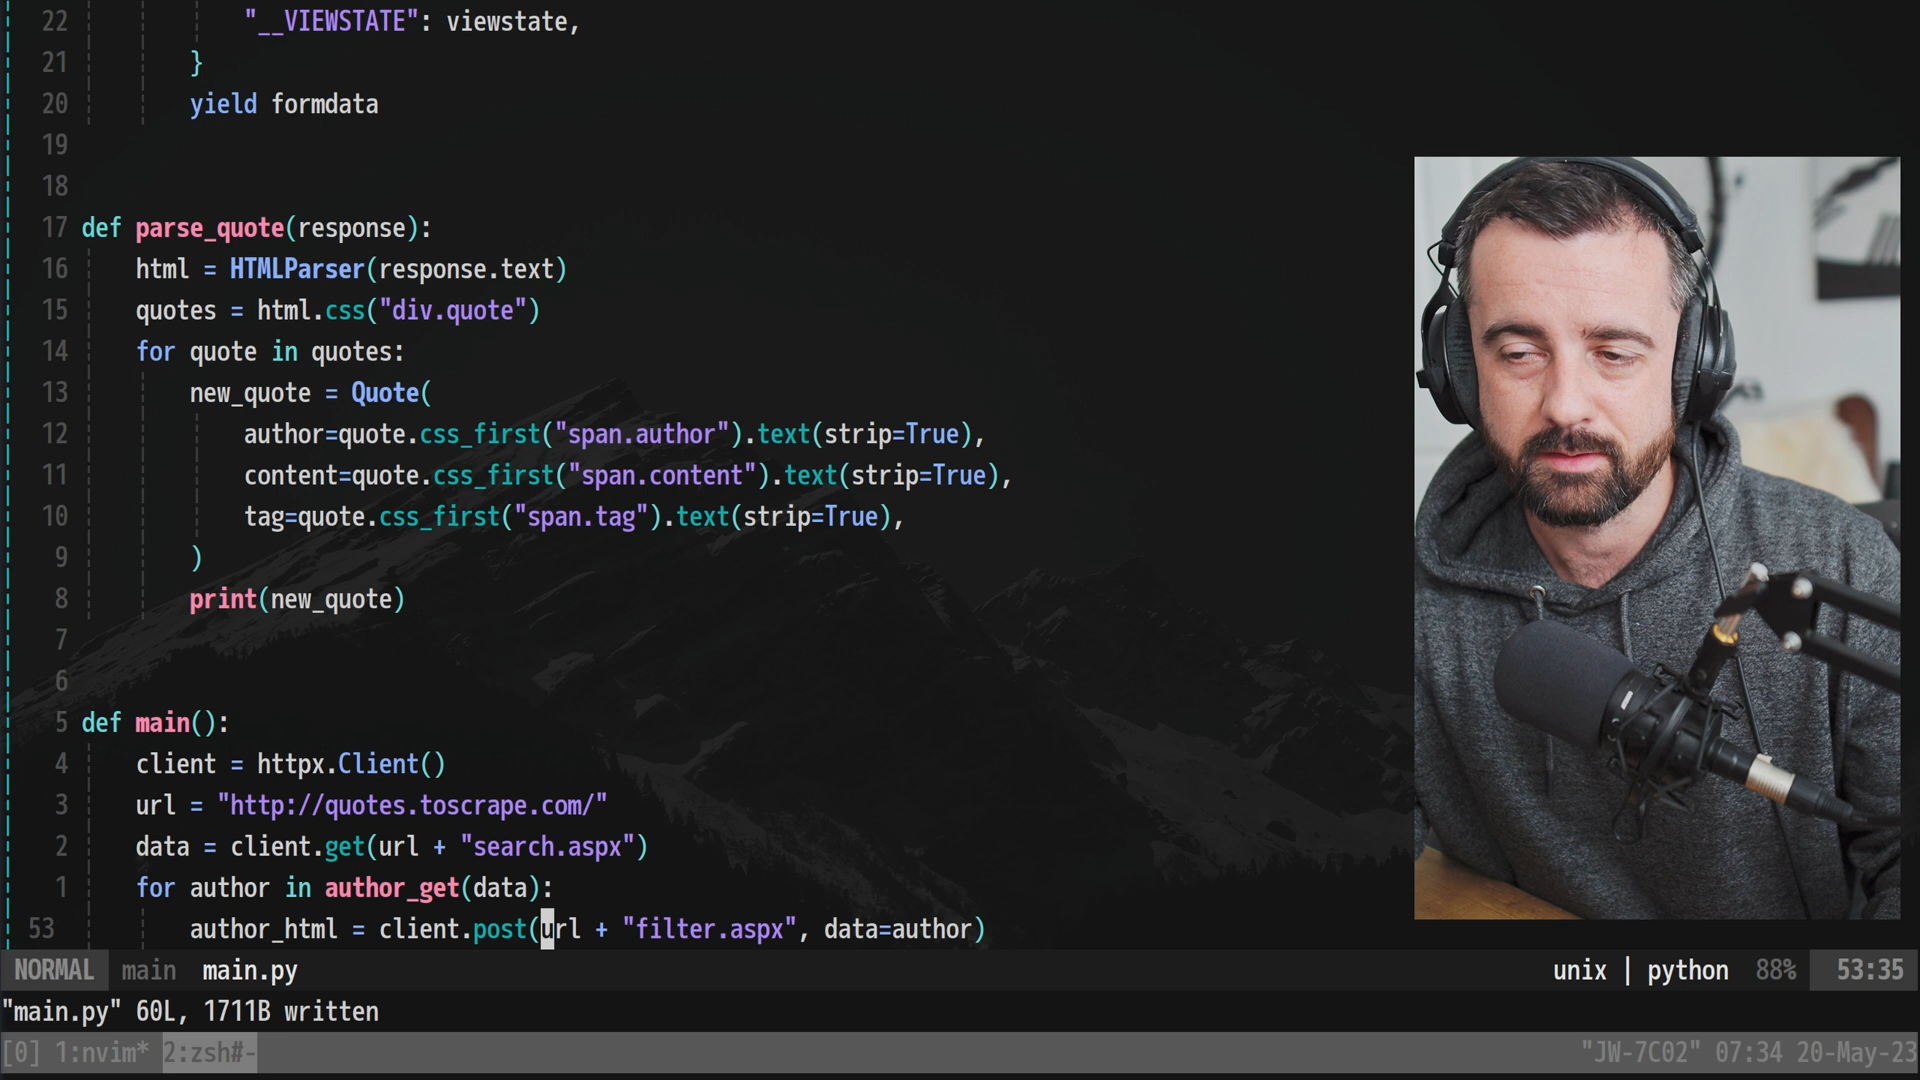 22 "__VIEWSTATE": viewstate,
21 }
20 yield formdata
19
18
17 def parse_quote(response):
16 html = HTMLParser(response.text)
15 quotes = html.css("div.quote")
14 for quote in quotes:
13 new_quote = Quote(
12 author=quote.css_first("span.author").text(strip=True),
11 content=quote.css_first("span.content").text(strip=True),
10 tag=quote.css_first("span.tag").text(strip=True),
9 )
8 print(new_quote)
7
6
5 def main():
4 client = httpx.Client()
3 url = "http://quotes.toscrape.com/"
2 data = client.get(url + "search.aspx")
1 for author in author_get(data):
53 author_html = client.post(url + "filter.aspx", data=author)
NORMAL main main.py unix | python 88% 53:35
"main.py" 60L, 1711B written
[0] 1:nvim* 2:zsh#- "JW-7C02" 07:34 20-May-23